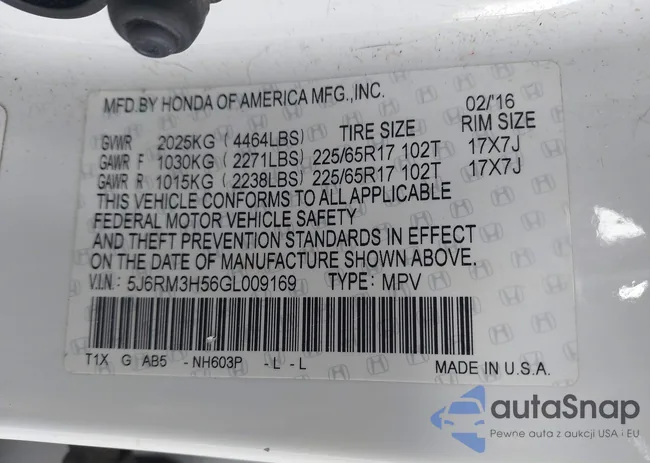 MFD.BY HONDA OF AMERICA MFG.,INC. 02/'16
GVWR 2025KG (4464LBS) TIRE SIZE RIM SIZE
GAWR F 1030KG (2271LBS) 225/65R17 102T 17X7J
GAWR R 1015KG (2238LBS) 225/65R17 102T 17X7J
THIS VEHICLE CONFORMS TO ALL APPLICABLE
FEDERAL MOTOR VEHICLE SAFETY
AND THEFT PREVENTION STANDARDS IN EFFECT
ON THE DATE OF MANUFACTURE SHOWN ABOVE.
V.I.N.: 5J6RM3H56GL009169 TYPE: MPV
T1X G AB5 -NH603P -L -L MADE IN U.S.A.
autaSnap
Pewne auta z aukcji USA i EU